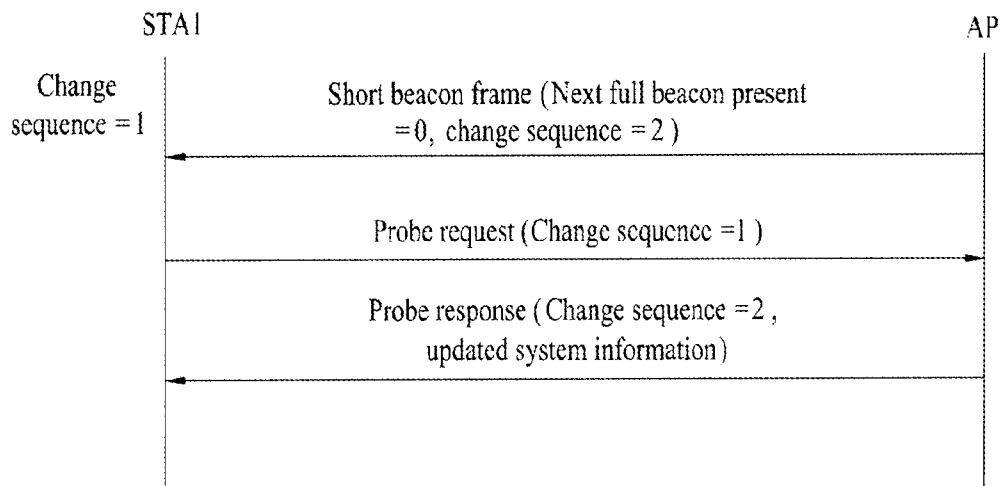 STA1
AP
Change
sequence =1
Short beacon frame (Next full beacon present
=0, change sequence =2 )
Probe request (Change sequence =1 )
Probe response ( Change sequence =2 ,
updated system information)